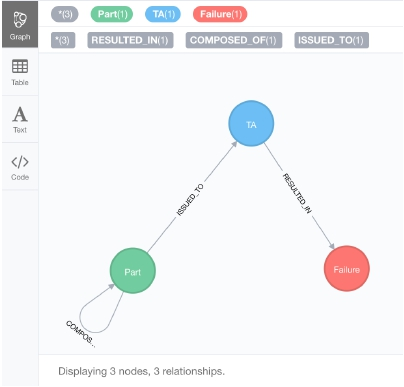 *(3) Part(1) TA(1) Failure(1)
*(3) RESULTED_IN(1) COMPOSED_OF(1) ISSUED_TO(1)
Graph
Table
Text
Code
TA
ISSUED_TO
RESULTED_IN
Part
Failure
COMPOS...
Displaying 3 nodes, 3 relationships.